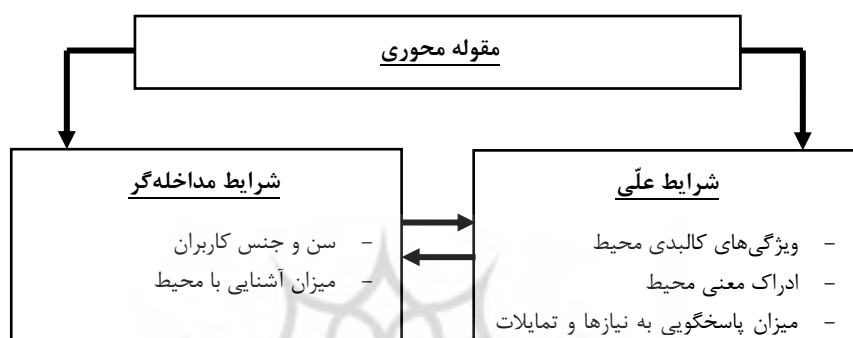 مقوله محوری
شرایط علّی
- ویژگی‌های کالبدی محیط
- ادراک معنی محیط
- میزان پاسخگویی به نیازها و تمایلات
شرایط مداخله‌گر
- سن و جنس کاربران
- میزان آشنایی با محیط